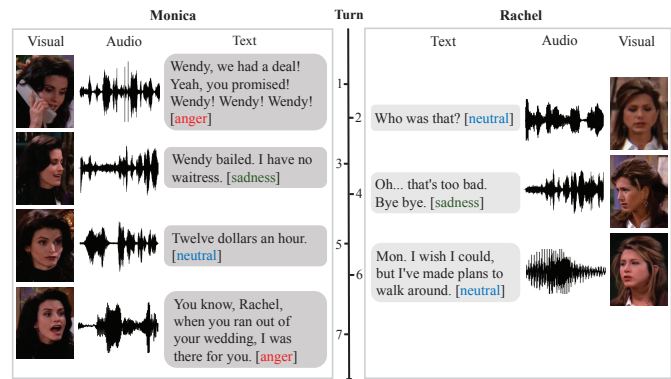 Monica
Turn
Rachel
Visual
Audio
Text
Text
Audio
Visual
Wendy, we had a deal!
Yeah, you promised!
Wendy! Wendy! Wendy!
[anger]
1
2
Who was that? [neutral]
Wendy bailed. I have no
waitress. [sadness]
3
4
Oh... that's too bad.
Bye bye. [sadness]
Twelve dollars an hour.
[neutral]
5
6
Mon. I wish I could,
but I've made plans to
walk around. [neutral]
You know, Rachel,
when you ran out of
your wedding, I was
there for you. [anger]
7